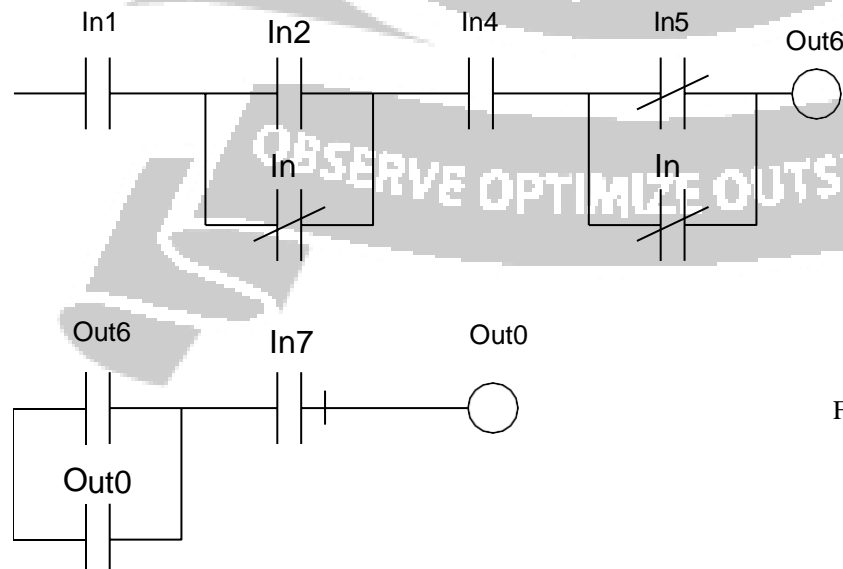 In1 In2 In4 In5 Out6
In In
OBSERVE OPTIMIZE OUTS
Out6 In7 Out0
F
Out0